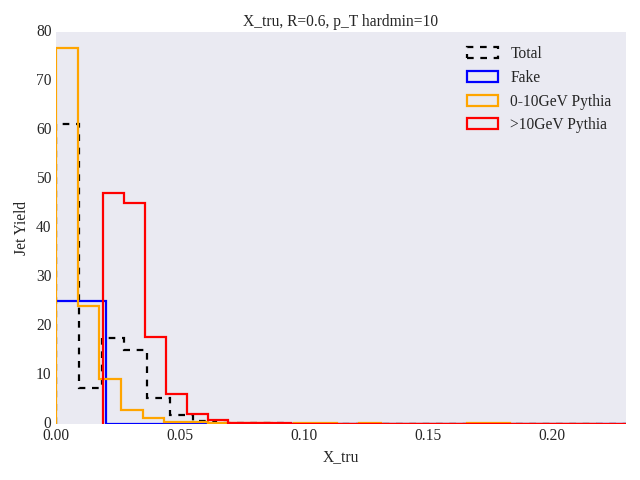 X_tru, R=0.6, p_T hardmin=10
Total
Fake
0-10GeV Pythia
>10GeV Pythia
Jet Yield
80
70
60
50
40
30
20
10
0
0.00
0.05
0.10
0.15
0.20
X_tru